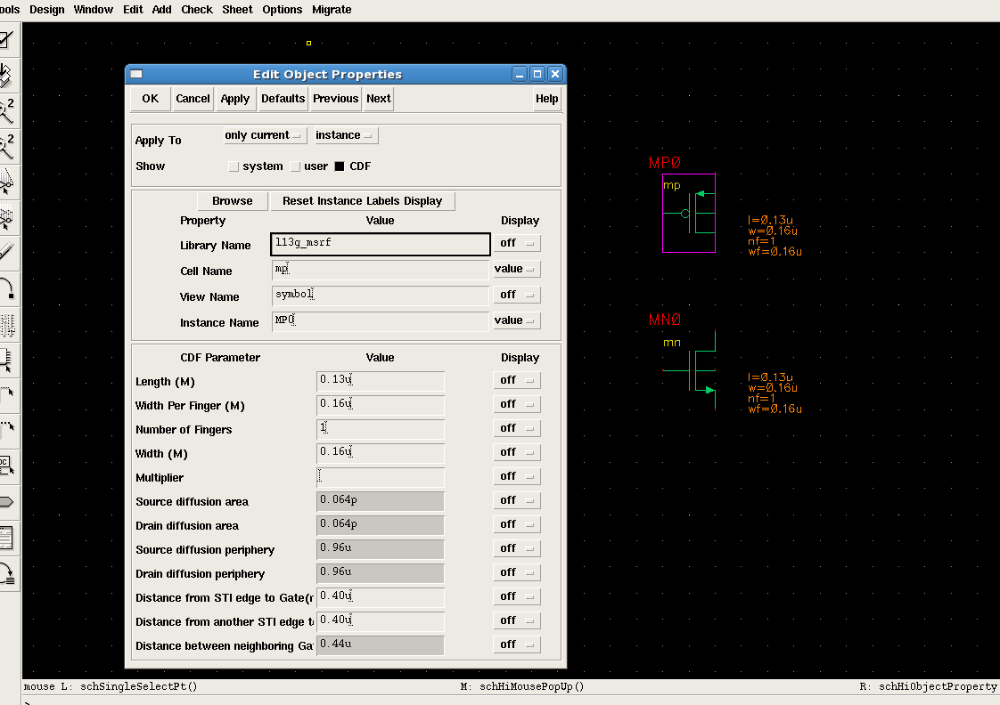 ools Design Window Edit Add Check Sheet Options Migrate
Edit Object Properties
OK Cancel Apply Defaults Previous Next Help
Apply To only current instance
Show system user CDF
Browse Reset Instance Labels Display
Property Value Display
Library Name l13g_msrf off
Cell Name mp value
View Name symbol off
Instance Name MP0 value
CDF Parameter Value Display
Length (M) 0.13u off
Width Per Finger (M) 0.16u off
Number of Fingers 1 off
Width (M) 0.16u off
Multiplier off
Source diffusion area 0.064p off
Drain diffusion area 0.064p off
Source diffusion periphery 0.96u off
Drain diffusion periphery 0.96u off
Distance from STI edge to Gate(r 0.40u off
Distance from another STI edge t 0.40u off
Distance between neighboring Ga 0.44u off
MP0
mp
l=0.13u
w=0.16u
nf=1
wf=0.16u
MN0
mn
l=0.13u
w=0.16u
nf=1
wf=0.16u
2
2
mouse L: schSingleSelectPt() M: schHiMousePopUp() R: schHiObjectProperty
>